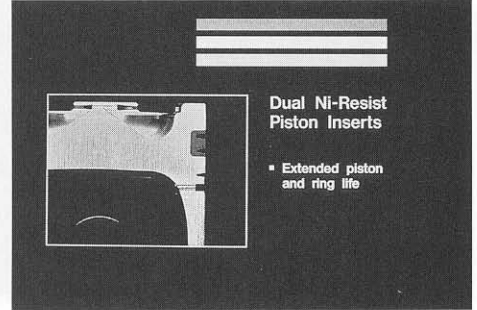 Dual Ni-Resist
Piston Inserts
▪ Extended piston
and ring life